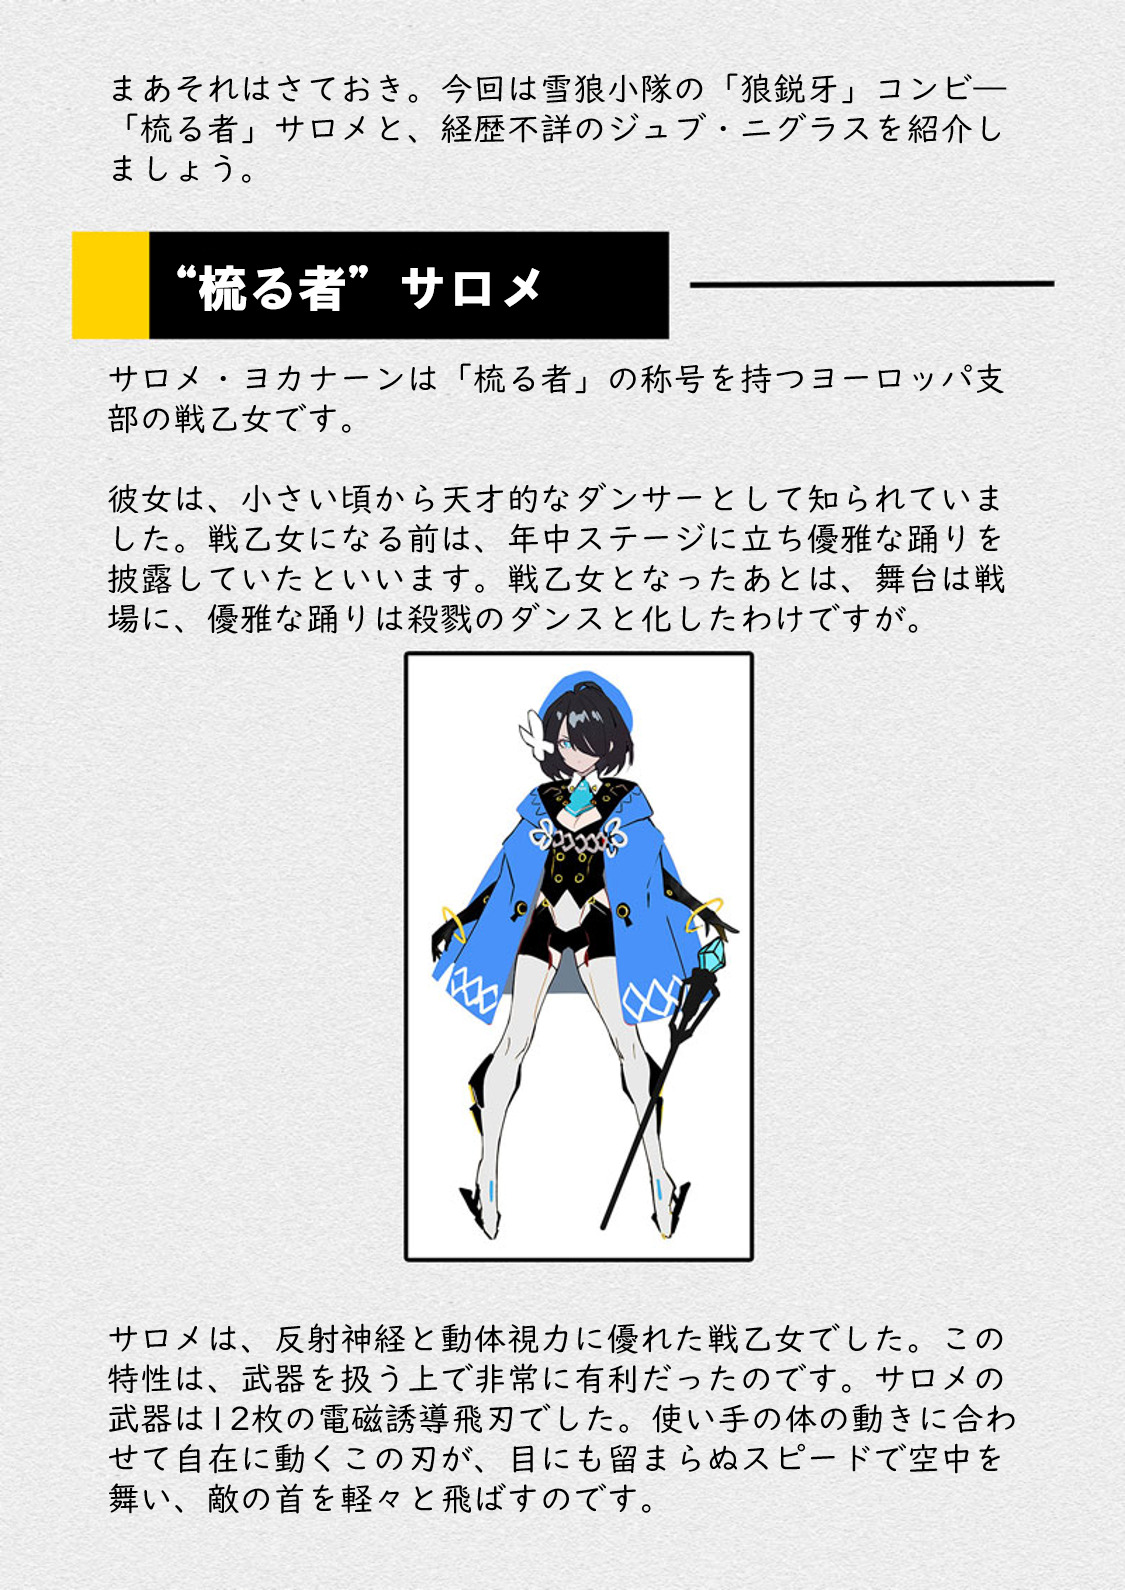 まあそれはさておき。今回は雪狼小隊の「狼鋭牙」コンビ―
「梳る者」サロメと、経歴不詳のジュブ・ニグラスを紹介し
ましょう。
“梳る者” サロメ
サロメ・ヨカナーンは「梳る者」の称号を持つヨーロッパ支
部の戦乙女です。
彼女は、小さい頃から天才的なダンサーとして知られていま
した。戦乙女になる前は、年中ステージに立ち優雅な踊りを
披露していたといいます。戦乙女となったあとは、舞台は戦
場に、優雅な踊りは殺戮のダンスと化したわけですが。
サロメは、反射神経と動体視力に優れた戦乙女でした。この
特性は、武器を扱う上で非常に有利だったのです。サロメの
武器は12枚の電磁誘導飛刃でした。使い手の体の動きに合わ
せて自在に動くこの刃が、目にも留まらぬスピードで空中を
舞い、敵の首を軽々と飛ばすのです。